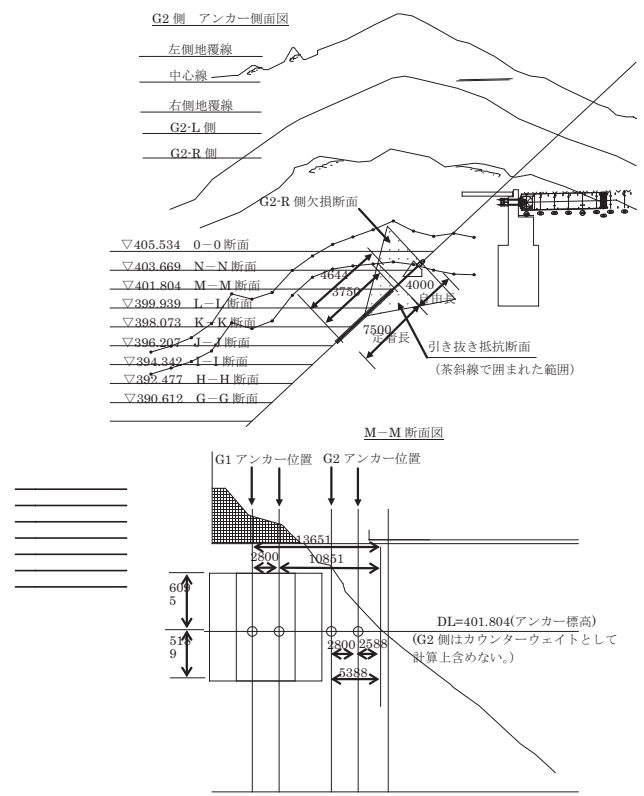 G2 側　アンカー側面図
左側地覆線
中心線
右側地覆線
G2-L 側
G2-R 側
G2-R 側欠損断面
▽405.534　0－0 断面
▽403.669　N－N 断面
▽401.804　M－M 断面
▽399.939　L－L 断面
▽398.073　K－K 断面
▽396.207　J－J 断面
▽394.342　I－I 断面
▽392.477　H－H 断面
▽390.612　G－G 断面
4644
3750
4000
自由長
7500
定着長
引き抜き抵抗断面
(茶斜線で囲まれた範囲)
M－M 断面図
G1 アンカー位置　G2 アンカー位置
13651
2800
10851
6095
5189
2800
2588
5388
DL=401.804(アンカー標高)
(G2 側はカウンターウェイトとして
計算上含めない。)